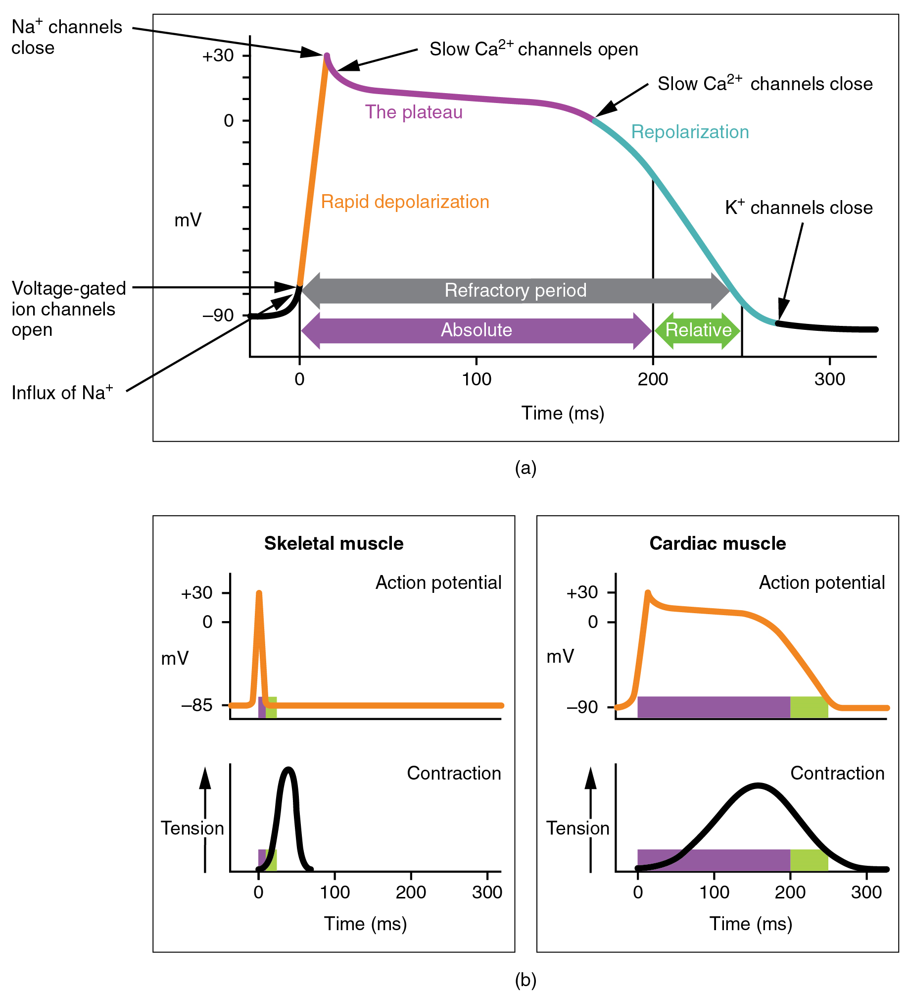 Na⁺ channels
close
+30
Slow Ca²⁺ channels open
Slow Ca²⁺ channels close
The plateau
0
Repolarization
Rapid depolarization
K⁺ channels close
mV
Voltage-gated
ion channels
open
Refractory period
–90
Absolute
Relative
Influx of Na⁺
0 100 200 300
Time (ms)
(a)
Skeletal muscle
Action potential
+30
0
mV
–85
Contraction
Tension
0 100 200 300
Time (ms)
Cardiac muscle
Action potential
+30
0
mV
–90
Contraction
Tension
0 100 200 300
Time (ms)
(b)